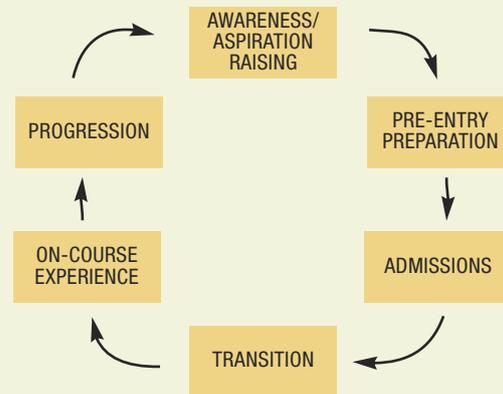 AWARENESS/
ASPIRATION
RAISING
PRE-ENTRY
PREPARATION
ADMISSIONS
TRANSITION
ON-COURSE
EXPERIENCE
PROGRESSION